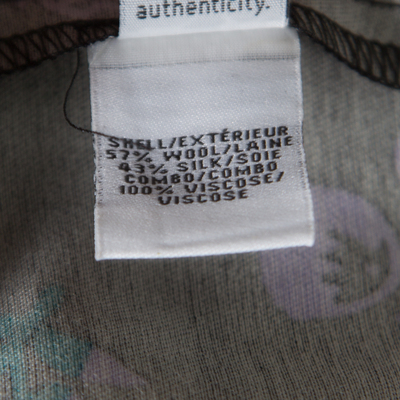 authenticity.
SHELL/EXTÉRIEUR
57% WOOL/LAINE
43% SILK/SOIE
COMBO/COMBO
100% VISCOSE/
VISCOSE